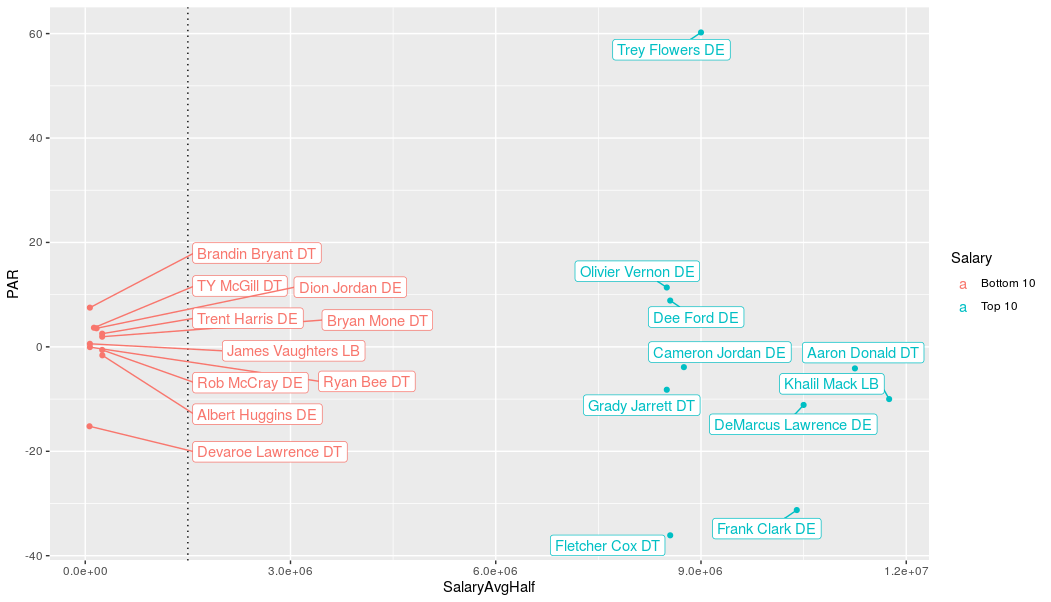 60
40
20
0
-20
-40
PAR
Trey Flowers DE
Brandin Bryant DT
TY McGill DT
Dion Jordan DE
Trent Harris DE
Bryan Mone DT
James Vaughters LB
Rob McCray DE
Ryan Bee DT
Albert Huggins DE
Devaroe Lawrence DT
Olivier Vernon DE
Dee Ford DE
Cameron Jordan DE
Aaron Donald DT
Khalil Mack LB
Grady Jarrett DT
DeMarcus Lawrence DE
Frank Clark DE
Fletcher Cox DT
0.0e+00
3.0e+06
6.0e+06
9.0e+06
1.2e+07
SalaryAvgHalf
Salary
a Bottom 10
a Top 10